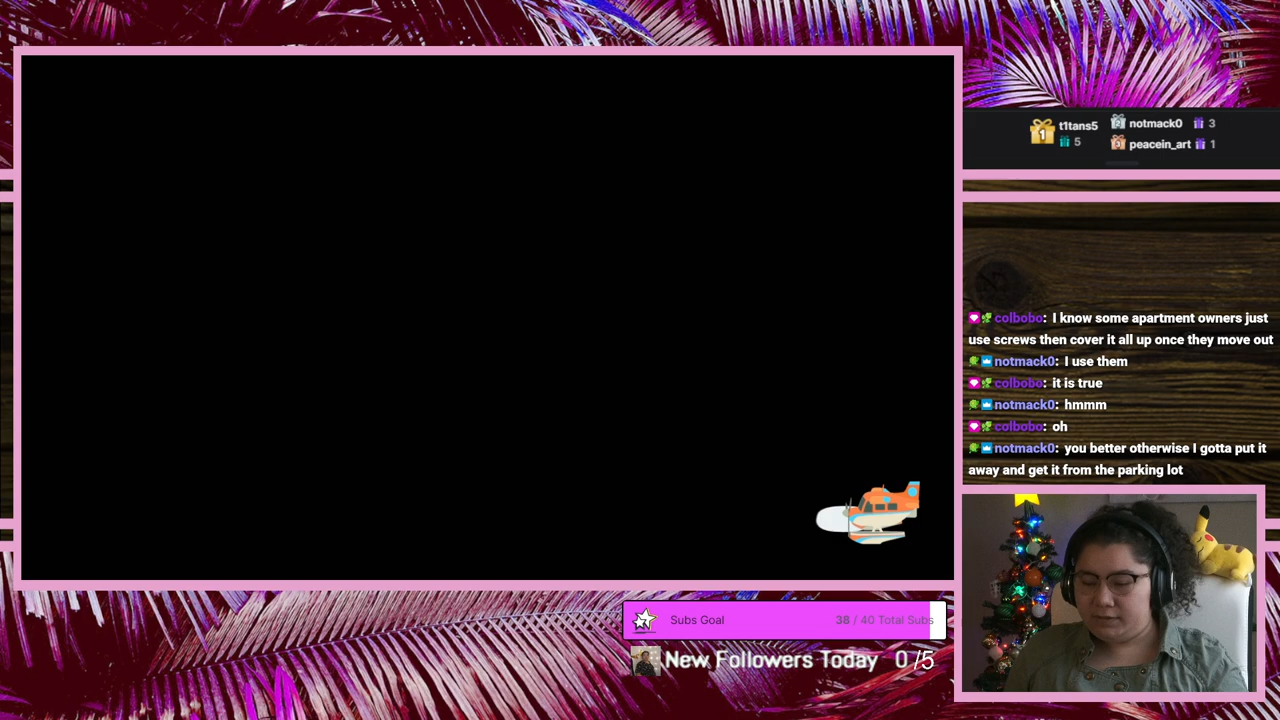 t1tans5
5
notmack0 3
peacein_art 1
colbobo: I know some apartment owners just
use screws then cover it all up once they move out
notmack0: I use them
colbobo: it is true
notmack0: hmmm
colbobo: oh
notmack0: you better otherwise I gotta put it
away and get it from the parking lot
Subs Goal 38 / 40 Total Subs
New Followers Today 0 /5